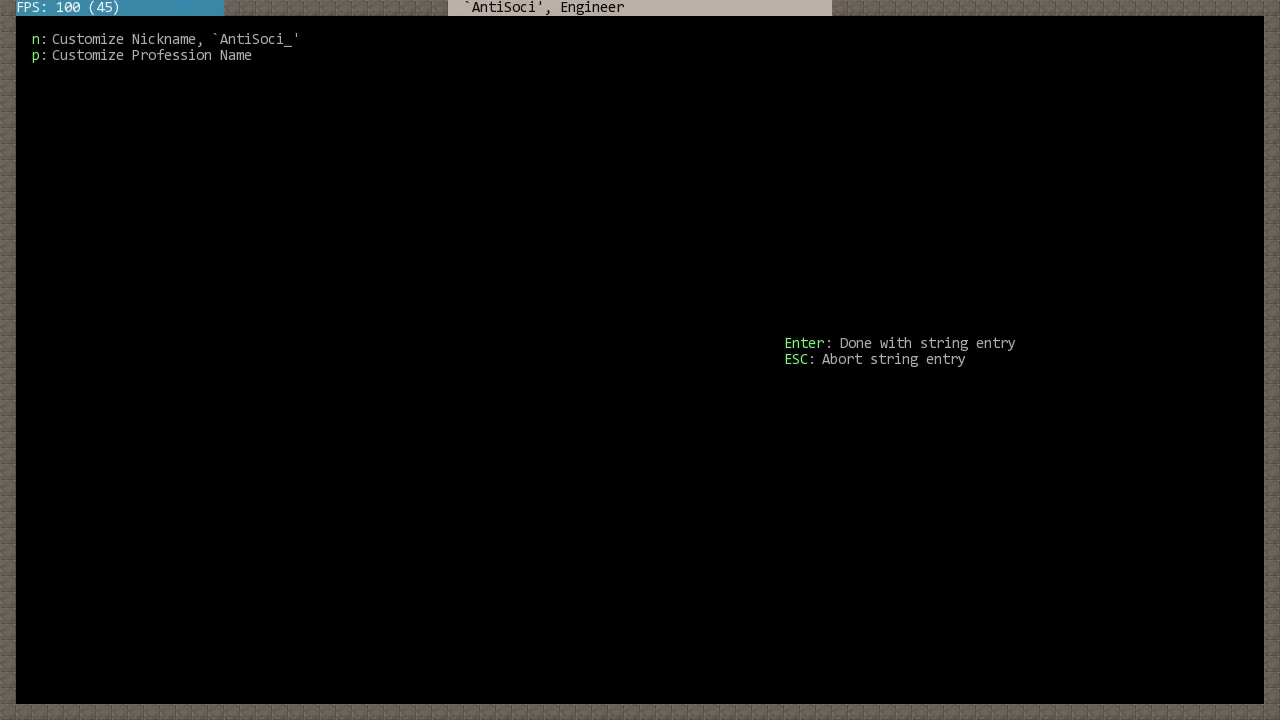 FPS: 100 (45)
`AntiSoci', Engineer
n: Customize Nickname, `AntiSoci_'
p: Customize Profession Name
Enter: Done with string entry
ESC: Abort string entry